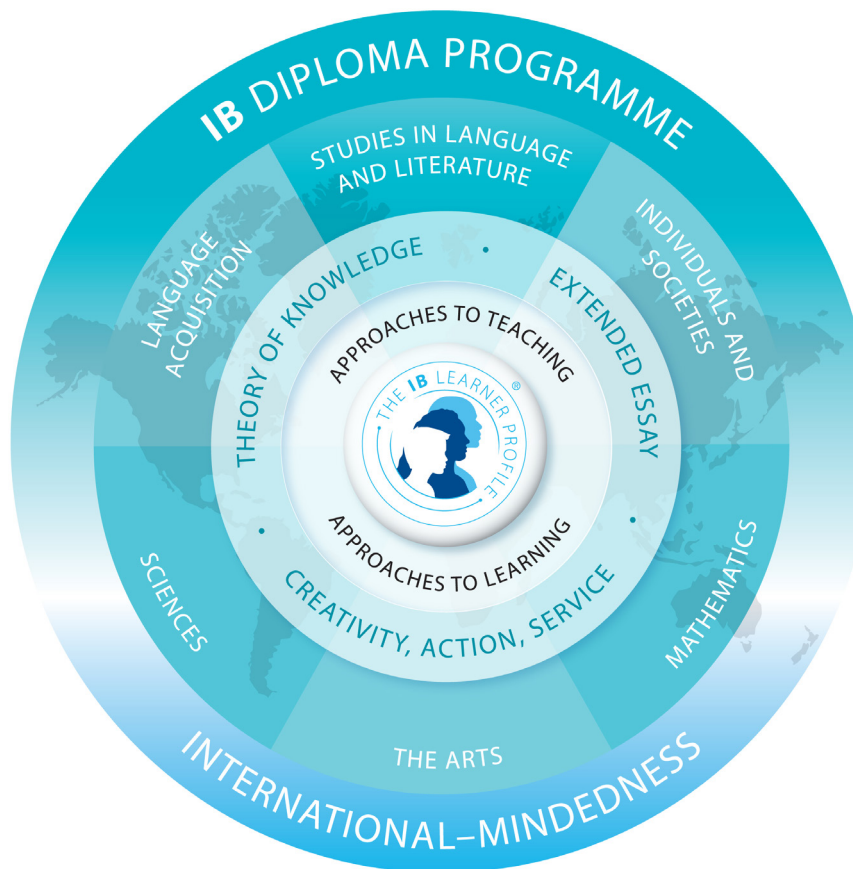 IB DIPLOMA PROGRAMME
STUDIES IN LANGUAGE
AND LITERATURE
LANGUAGE
ACQUISITION
INDIVIDUALS AND
SOCIETIES
THEORY OF KNOWLEDGE
•
EXTENDED ESSAY
APPROACHES TO TEACHING
THE IB LEARNER PROFILE
®
APPROACHES TO LEARNING
•
•
CREATIVITY, ACTION, SERVICE
SCIENCES
MATHEMATICS
THE ARTS
INTERNATIONAL–MINDEDNESS